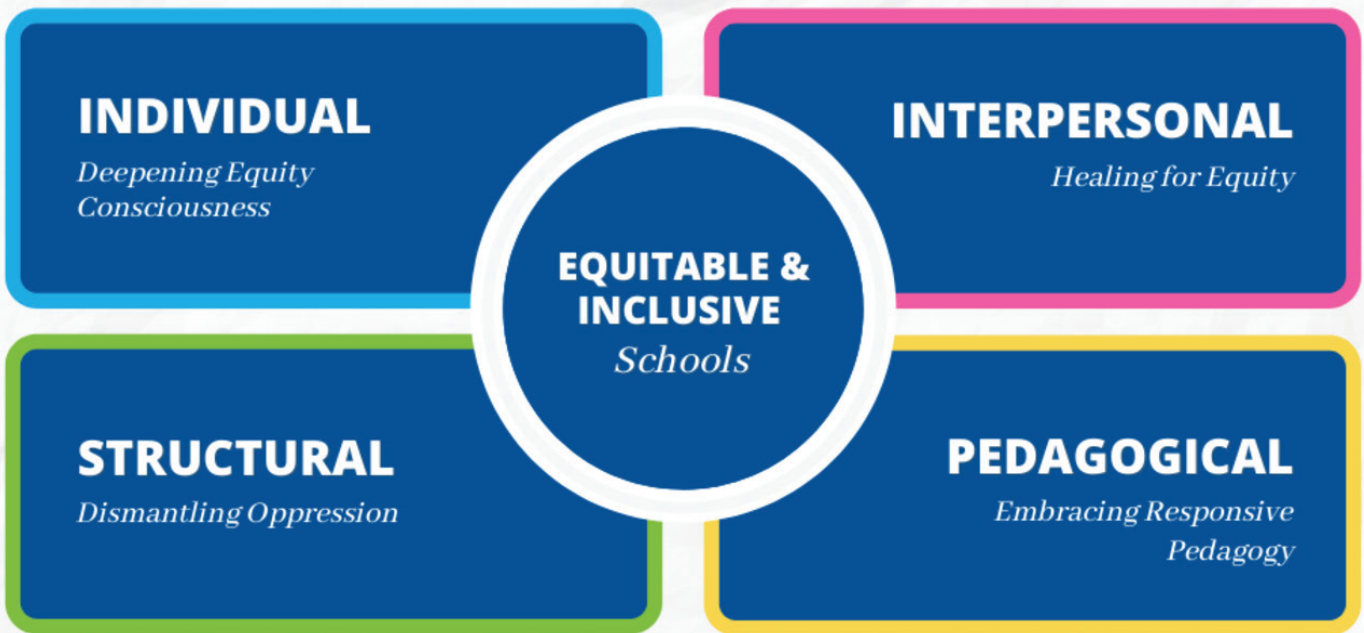 INDIVIDUAL
Deepening Equity
Consciousness
INTERPERSONAL
Healing for Equity
EQUITABLE &
INCLUSIVE
Schools
STRUCTURAL
Dismantling Oppression
PEDAGOGICAL
Embracing Responsive
Pedagogy